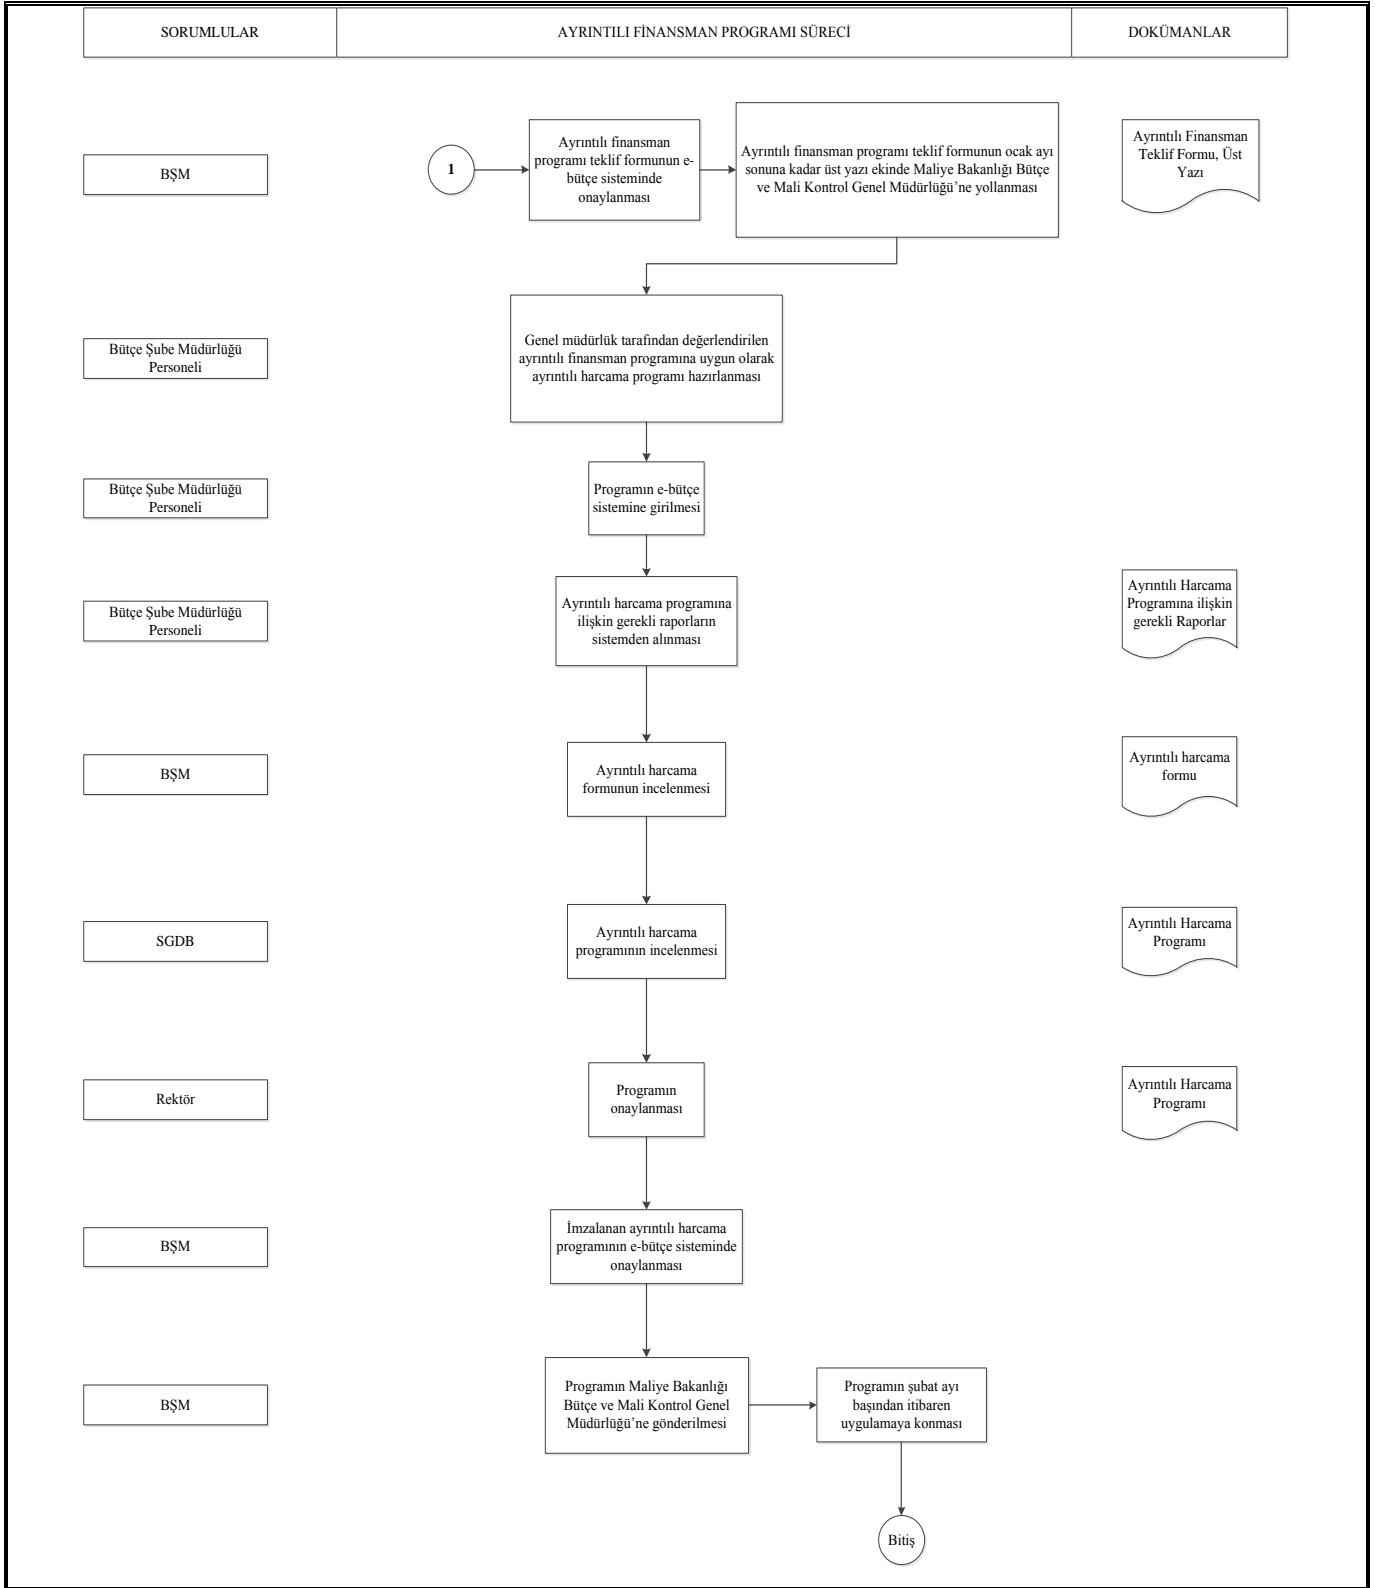 SORUMLULAR
AYRINTILI FİNANSMAN PROGRAMI SÜRECİ
DOKÜMANLAR
BŞM
1
Ayrıntılı finansman
programı teklif formunun e-
bütçe sisteminde
onaylanması
Ayrıntılı finansman programı teklif formunun ocak ayı
sonuna kadar üst yazı ekinde Maliye Bakanlığı Bütçe
ve Mali Kontrol Genel Müdürlüğü’ne yollanması
Ayrıntılı Finansman
Teklif Formu, Üst
Yazı
Bütçe Şube Müdürlüğü
Personeli
Genel müdürlük tarafından değerlendirilen
ayrıntılı finansman programına uygun olarak
ayrıntılı harcama programı hazırlanması
Bütçe Şube Müdürlüğü
Personeli
Programın e-bütçe
sistemine girilmesi
Bütçe Şube Müdürlüğü
Personeli
Ayrıntılı harcama programına
ilişkin gerekli raporların
sistemden alınması
Ayrıntılı Harcama
Programına ilişkin
gerekli Raporlar
BŞM
Ayrıntılı harcama
formunun incelenmesi
Ayrıntılı harcama
formu
SGDB
Ayrıntılı harcama
programının incelenmesi
Ayrıntılı Harcama
Programı
Rektör
Programın
onaylanması
Ayrıntılı Harcama
Programı
BŞM
İmzalanan ayrıntılı harcama
programının e-bütçe sisteminde
onaylanması
BŞM
Programın Maliye Bakanlığı
Bütçe ve Mali Kontrol Genel
Müdürlüğü’ne gönderilmesi
Programın şubat ayı
başından itibaren
uygulamaya konması
Bitiş